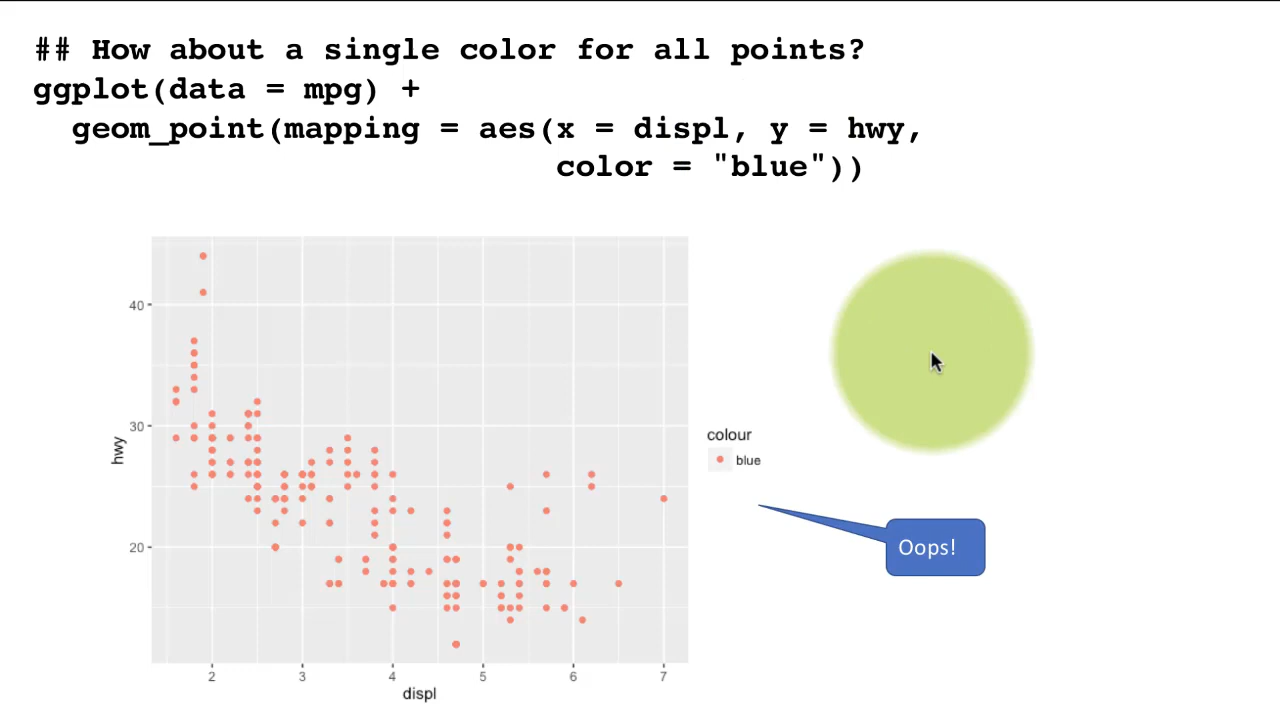 ## How about a single color for all points?
ggplot(data = mpg) +
geom_point(mapping = aes(x = displ, y = hwy,
color = "blue"))
40
30
20
hwy
2 3 4 5 6 7
displ
colour
blue
Oops!